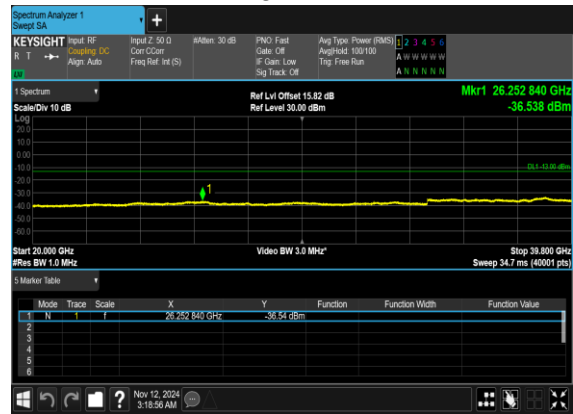 Spectrum Analyzer 1
Swept SA
+
KEYSIGHT Input: RF Input Z: 50 Ω #Atten: 30 dB PNO: Fast Avg Type: Power (RMS) 1 2 3 4 5 6
R T Coupling: DC Corr CCorr Gate: Off Avg|Hold: 100/100 A W W W W W
Align: Auto Freq Ref: Int (S) IF Gain: Low Trig: Free Run
LXI Sig Track: Off A N N N N N
1 Spectrum Ref Lvl Offset 15.82 dB Mkr1 26.252 840 GHz
Scale/Div 10 dB Ref Level 30.00 dBm -36.538 dBm
Log
20.0
10.0
0.00
-10.0 DL1 -13.00 dBm
-20.0
-30.0 1
-40.0
-50.0
-60.0
Start 20.000 GHz Video BW 3.0 MHz* Stop 39.800 GHz
#Res BW 1.0 MHz Sweep 34.7 ms (40001 pts)
5 Marker Table
Mode Trace Scale X Y Function Function Width Function Value
1 N 1 f 26.252 840 GHz -36.54 dBm
2
3
4
5
6
? Nov 12, 2024
3:18:56 AM